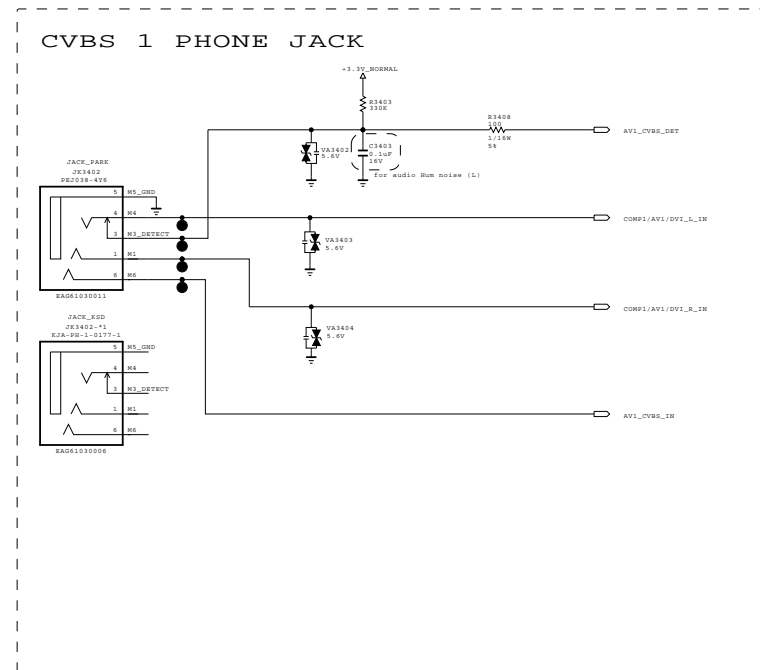 CVBS 1 PHONE JACK
+3.3V_NORMAL
R3403
330K
R3408
100
1/16W
5%
AV1_CVBS_DET
VA3402
5.6V
C3403
0.1uF
16V
for audio Hum noise (L)
JACK_PARK
JK3402
PEJ038-4Y6
5 M5_GND
4 M4
3 M3_DETECT
1 M1
6 M6
EAG61030011
COMP1/AV1/DVI_L_IN
VA3403
5.6V
COMP1/AV1/DVI_R_IN
VA3404
5.6V
JACK_KSD
JK3402-*1
KJA-PH-1-0177-1
5 M5_GND
4 M4
3 M3_DETECT
1 M1
6 M6
EAG61030006
AV1_CVBS_IN